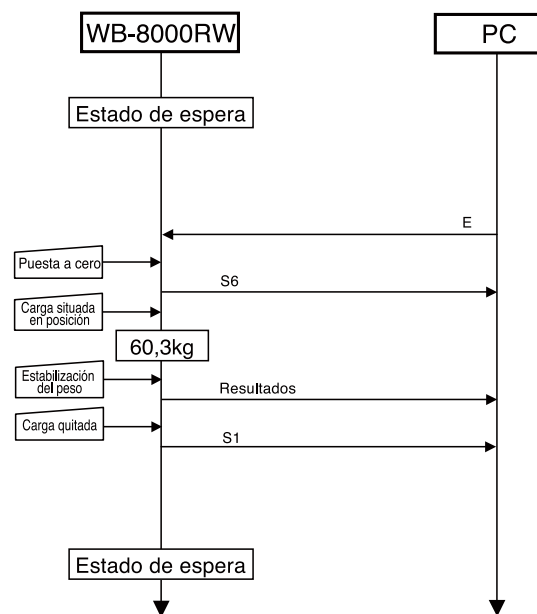 WB-8000RW
PC
Estado de espera
E
Puesta a cero
S6
Carga situada
en posición
60,3kg
Estabilización
del peso
Resultados
Carga quitada
S1
Estado de espera